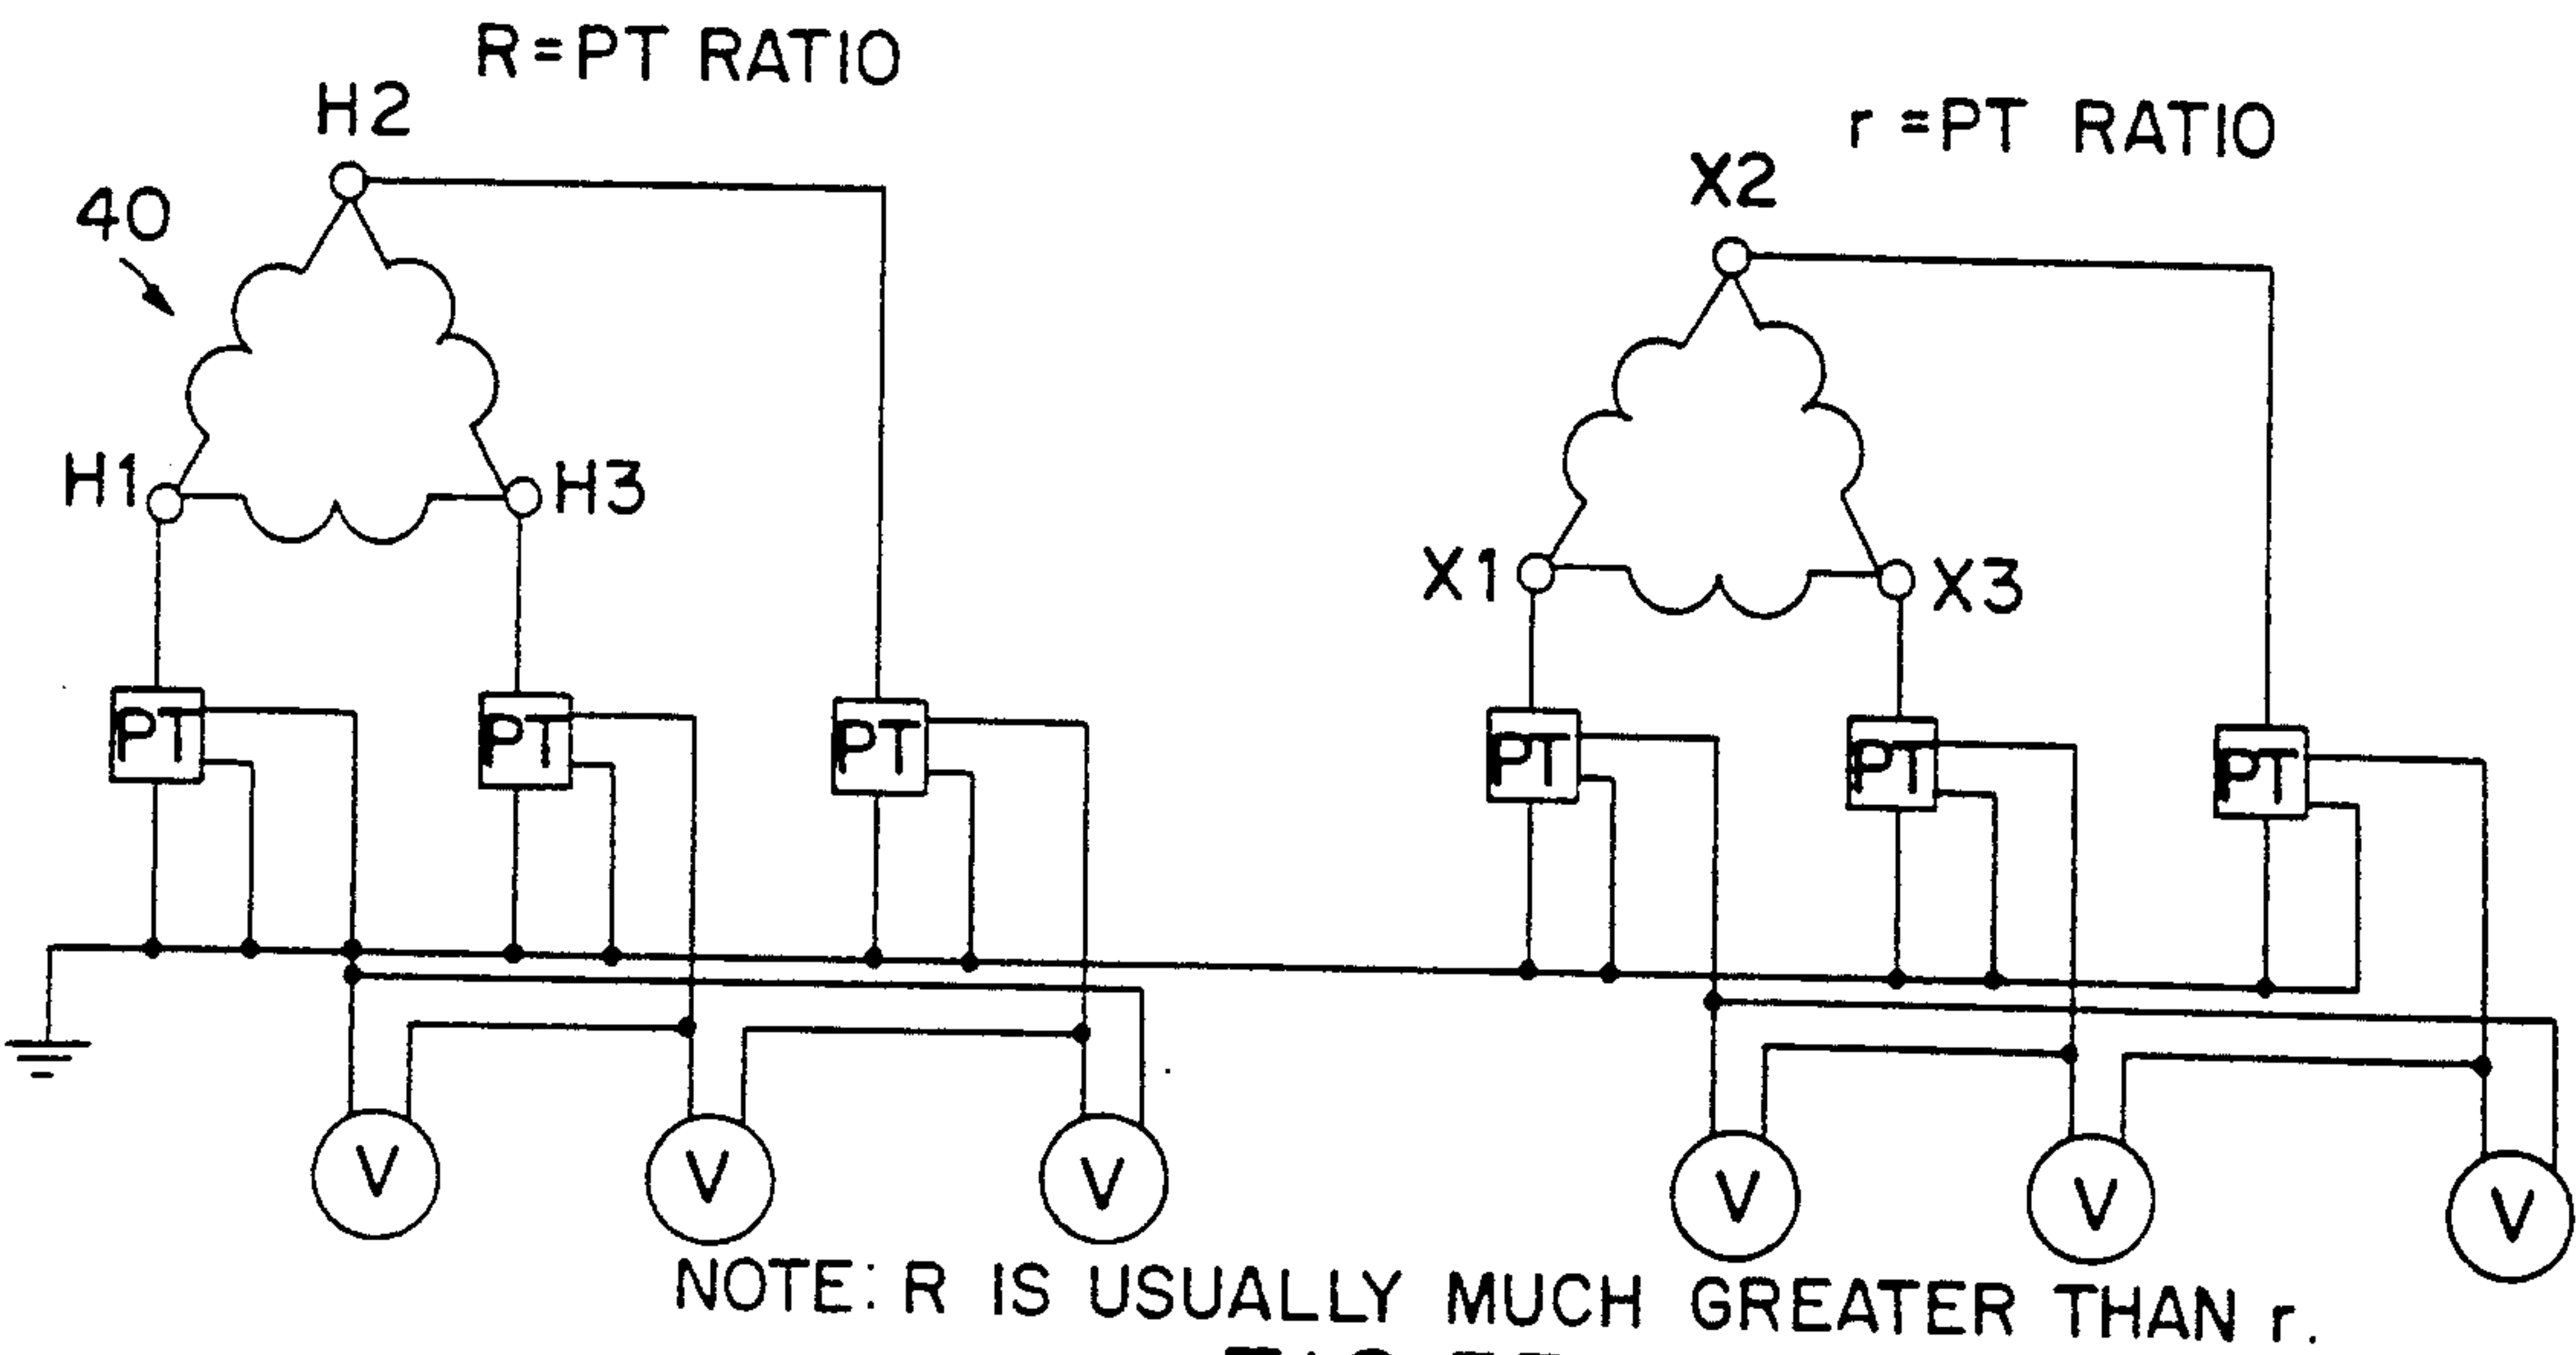 R=PT RATIO
H2
40
H1
H3
r=PT RATIO
X2
X1
X3
PT
PT
PT
PT
PT
PT
V
V
V
V
V
V
NOTE: R IS USUALLY MUCH GREATER THAN r.